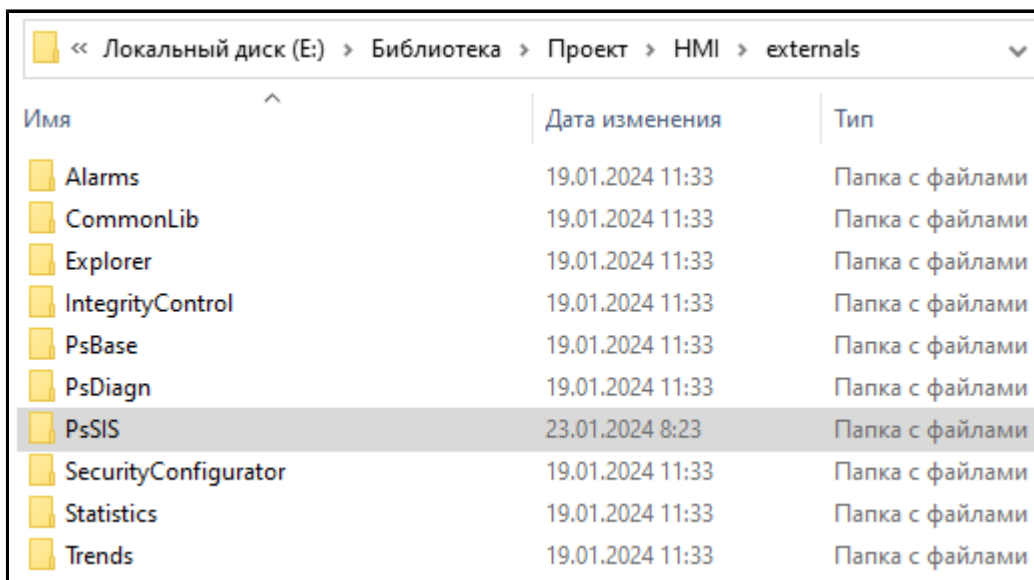 « Локальный диск (E:) > Библиотека > Проект > HMI > externals
Имя Дата изменения Тип
Alarms 19.01.2024 11:33 Папка с файлами
CommonLib 19.01.2024 11:33 Папка с файлами
Explorer 19.01.2024 11:33 Папка с файлами
IntegrityControl 19.01.2024 11:33 Папка с файлами
PsBase 19.01.2024 11:33 Папка с файлами
PsDiagn 19.01.2024 11:33 Папка с файлами
PsSIS 23.01.2024 8:23 Папка с файлами
SecurityConfigurator 19.01.2024 11:33 Папка с файлами
Statistics 19.01.2024 11:33 Папка с файлами
Trends 19.01.2024 11:33 Папка с файлами